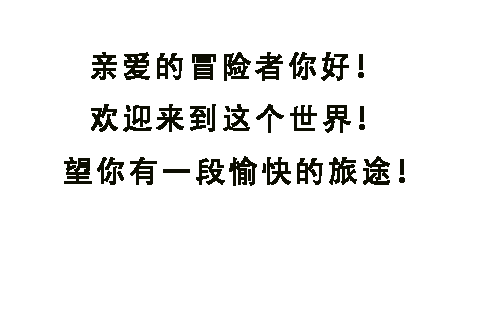 亲爱的冒险者你好！
欢迎来到这个世界！
望你有一段愉快的旅途！